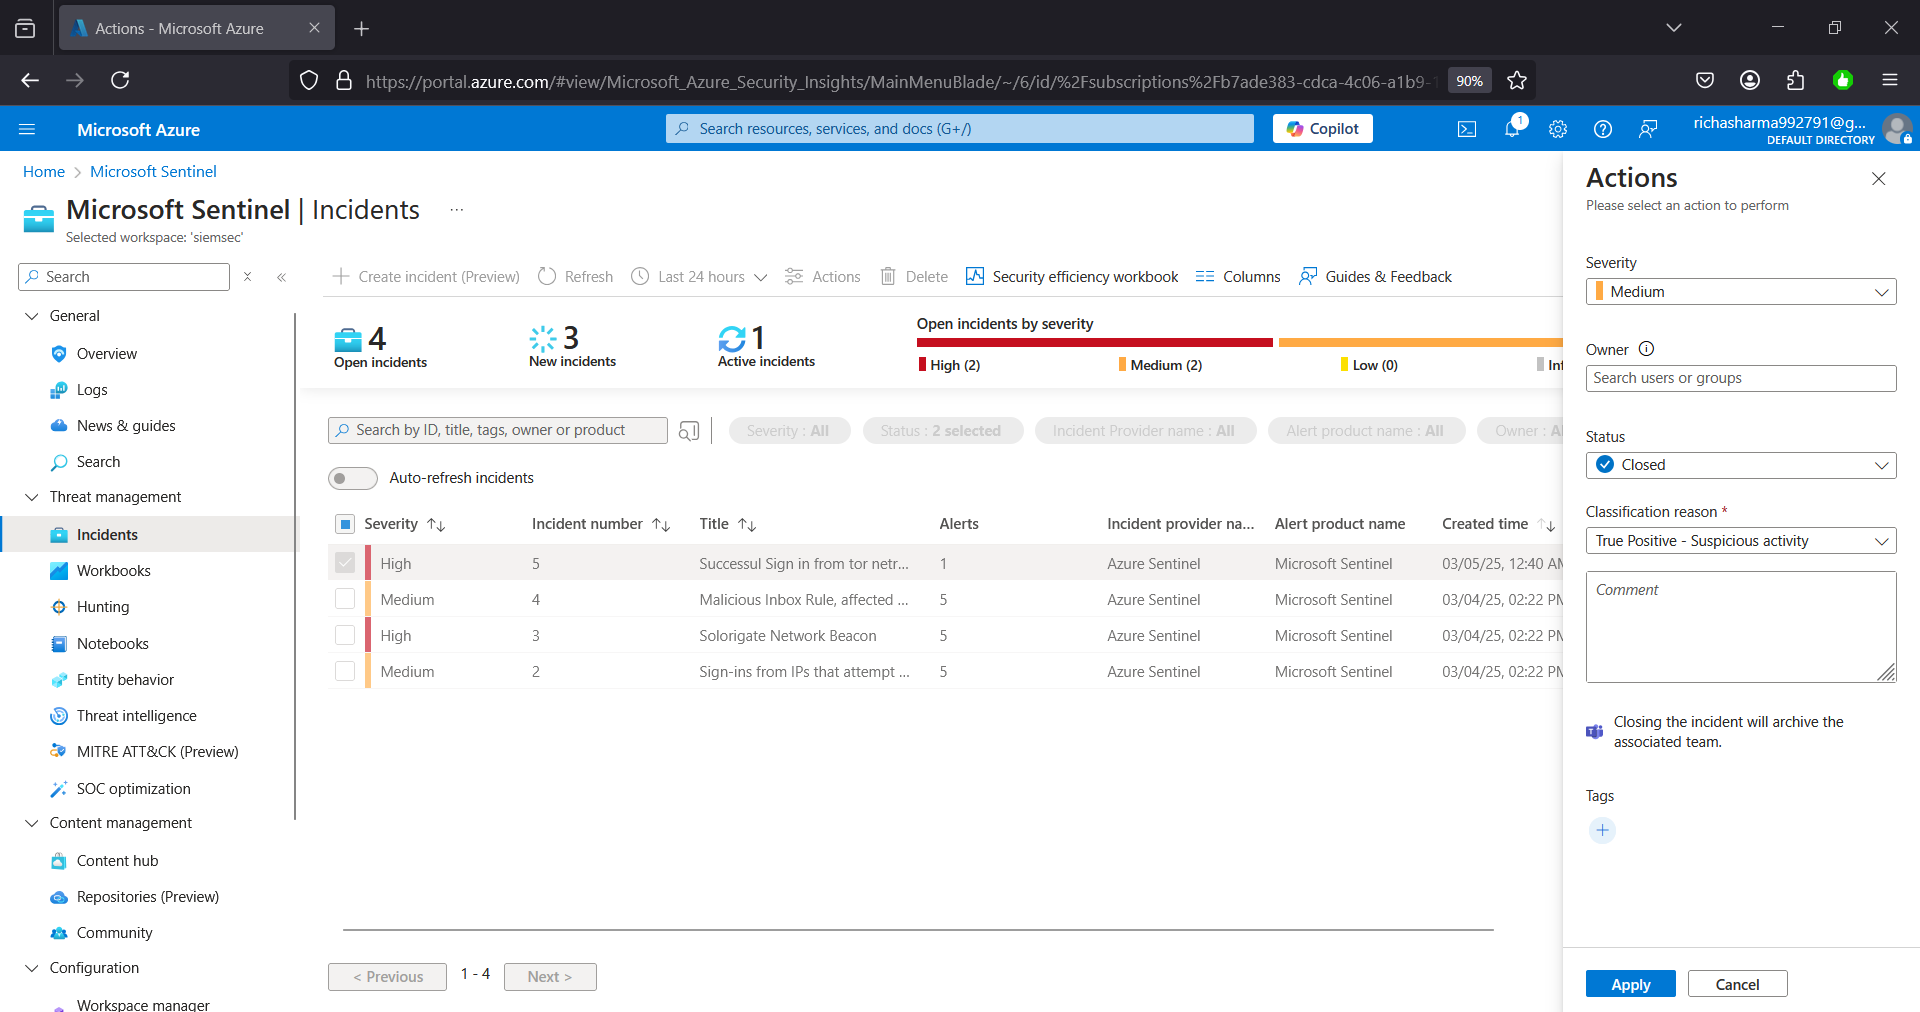 Actions - Microsoft Azure
https://portal.azure.com/#view/Microsoft_Azure_Security_Insights/MainMenuBlade/~/6/id/%2Fsubscriptions%2Fb7ade383-cdca-4c06-a1b9-1
90%
Microsoft Azure
Search resources, services, and docs (G+/)
Copilot
1
richasharma992791@g...
DEFAULT DIRECTORY
Home > Microsoft Sentinel
Microsoft Sentinel | Incidents ...
Selected workspace: 'siemsec'
Search
General
Overview
Logs
News & guides
Search
Threat management
Incidents
Workbooks
Hunting
Notebooks
Entity behavior
Threat intelligence
MITRE ATT&CK (Preview)
SOC optimization
Content management
Content hub
Repositories (Preview)
Community
Configuration
Workspace manager
Create incident (Preview) Refresh Last 24 hours Actions Delete Security efficiency workbook Columns Guides & Feedback
4
Open incidents
3
New incidents
1
Active incidents
Open incidents by severity
High (2) Medium (2) Low (0) Inf
Search by ID, title, tags, owner or product
Severity : All
Status : 2 selected
Incident Provider name : All
Alert product name : All
Owner : Al
Auto-refresh incidents
Severity Incident number Title Alerts Incident provider na... Alert product name Created time
High 5 Successul Sign in from tor netr... 1 Azure Sentinel Microsoft Sentinel 03/05/25, 12:40 AM
Medium 4 Malicious Inbox Rule, affected ... 5 Azure Sentinel Microsoft Sentinel 03/04/25, 02:22 PM
High 3 Solorigate Network Beacon 5 Azure Sentinel Microsoft Sentinel 03/04/25, 02:22 PM
Medium 2 Sign-ins from IPs that attempt ... 5 Azure Sentinel Microsoft Sentinel 03/04/25, 02:22 PM
< Previous 1 - 4 Next >
Actions
Please select an action to perform
Severity
Medium
Owner
Search users or groups
Status
Closed
Classification reason *
True Positive - Suspicious activity
Comment
Closing the incident will archive the
associated team.
Tags
Apply Cancel